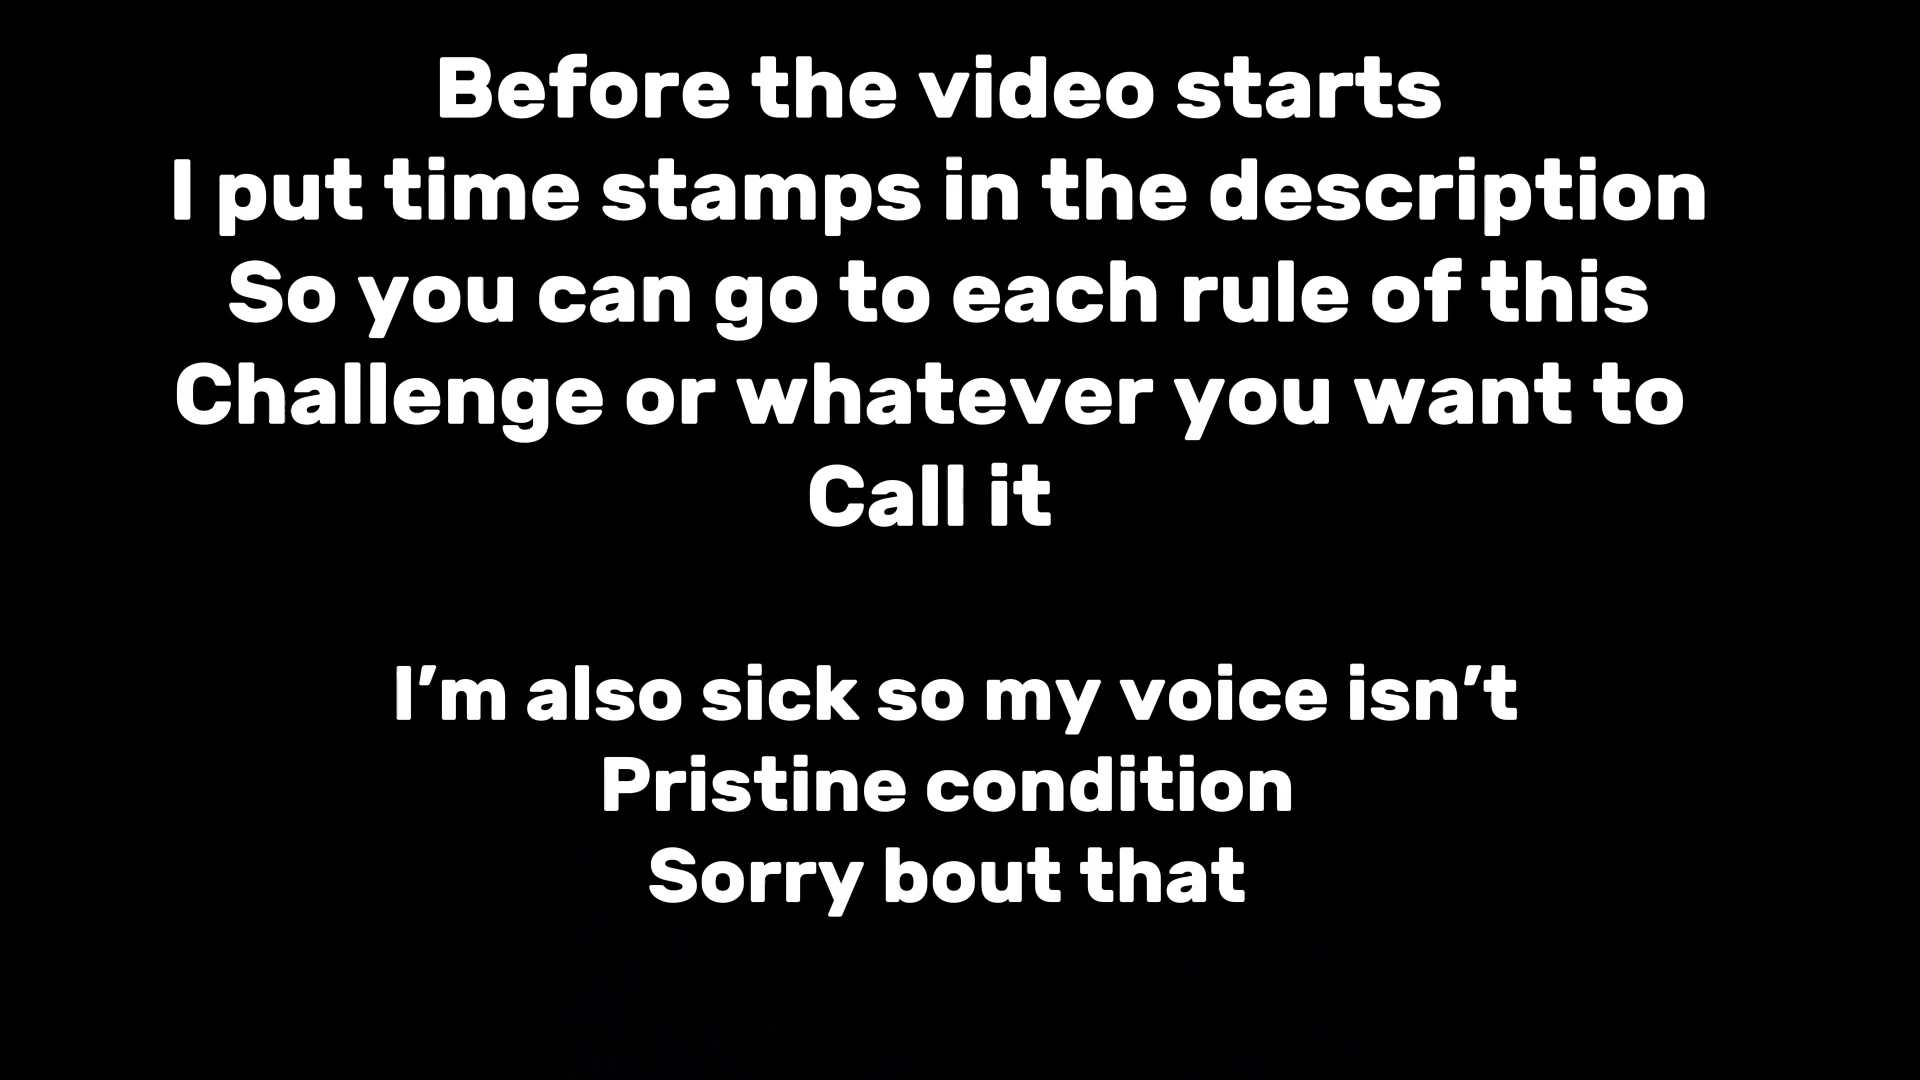 Before the video starts
I put time stamps in the description
So you can go to each rule of this
Challenge or whatever you want to
Call it
I’m also sick so my voice isn’t
Pristine condition
Sorry bout that